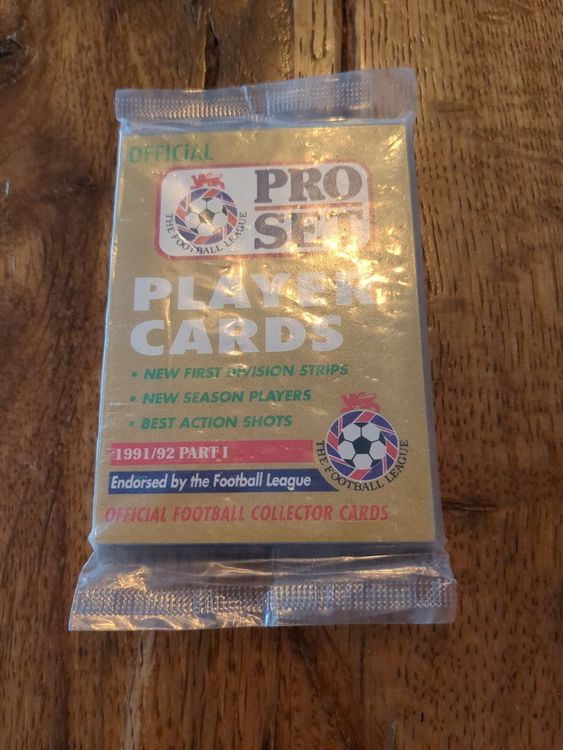 OFFICIAL
THE FOOTBALL LEAGUE
PRO
SET
PLAYER
CARDS
• NEW FIRST DIVISION STRIPS
• NEW SEASON PLAYERS
• BEST ACTION SHOTS
1991/92 PART I
Endorsed by the Football League
THE FOOTBALL LEAGUE
OFFICIAL FOOTBALL COLLECTOR CARDS